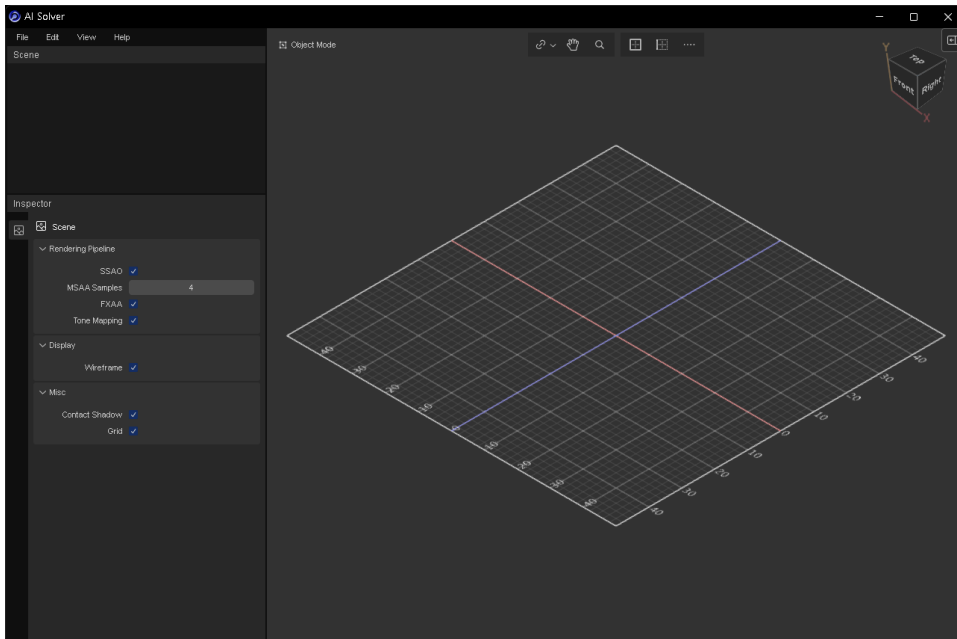 AI Solver
File Edit View Help
Scene
Object Mode
Y
Top
Front Right
X
Inspector
Scene
Rendering Pipeline
SSAO
MSAA Samples 4
FXAA
Tone Mapping
Display
Wireframe
Misc
Contact Shadow
Grid
40
30
20
10
0
10
20
30
40
40
30
20
10
0
10
20
30
40